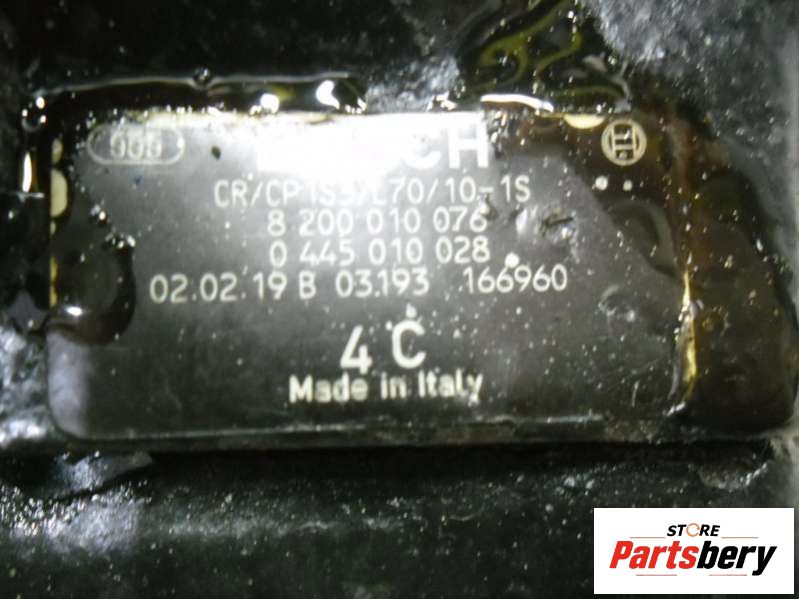 000
CR/CP1S3/L70/10-1S
8 200 010 076
0 445 010 028
02.02.19 B 03.193 166960
4 C
Made in Italy
STORE
Partsbery